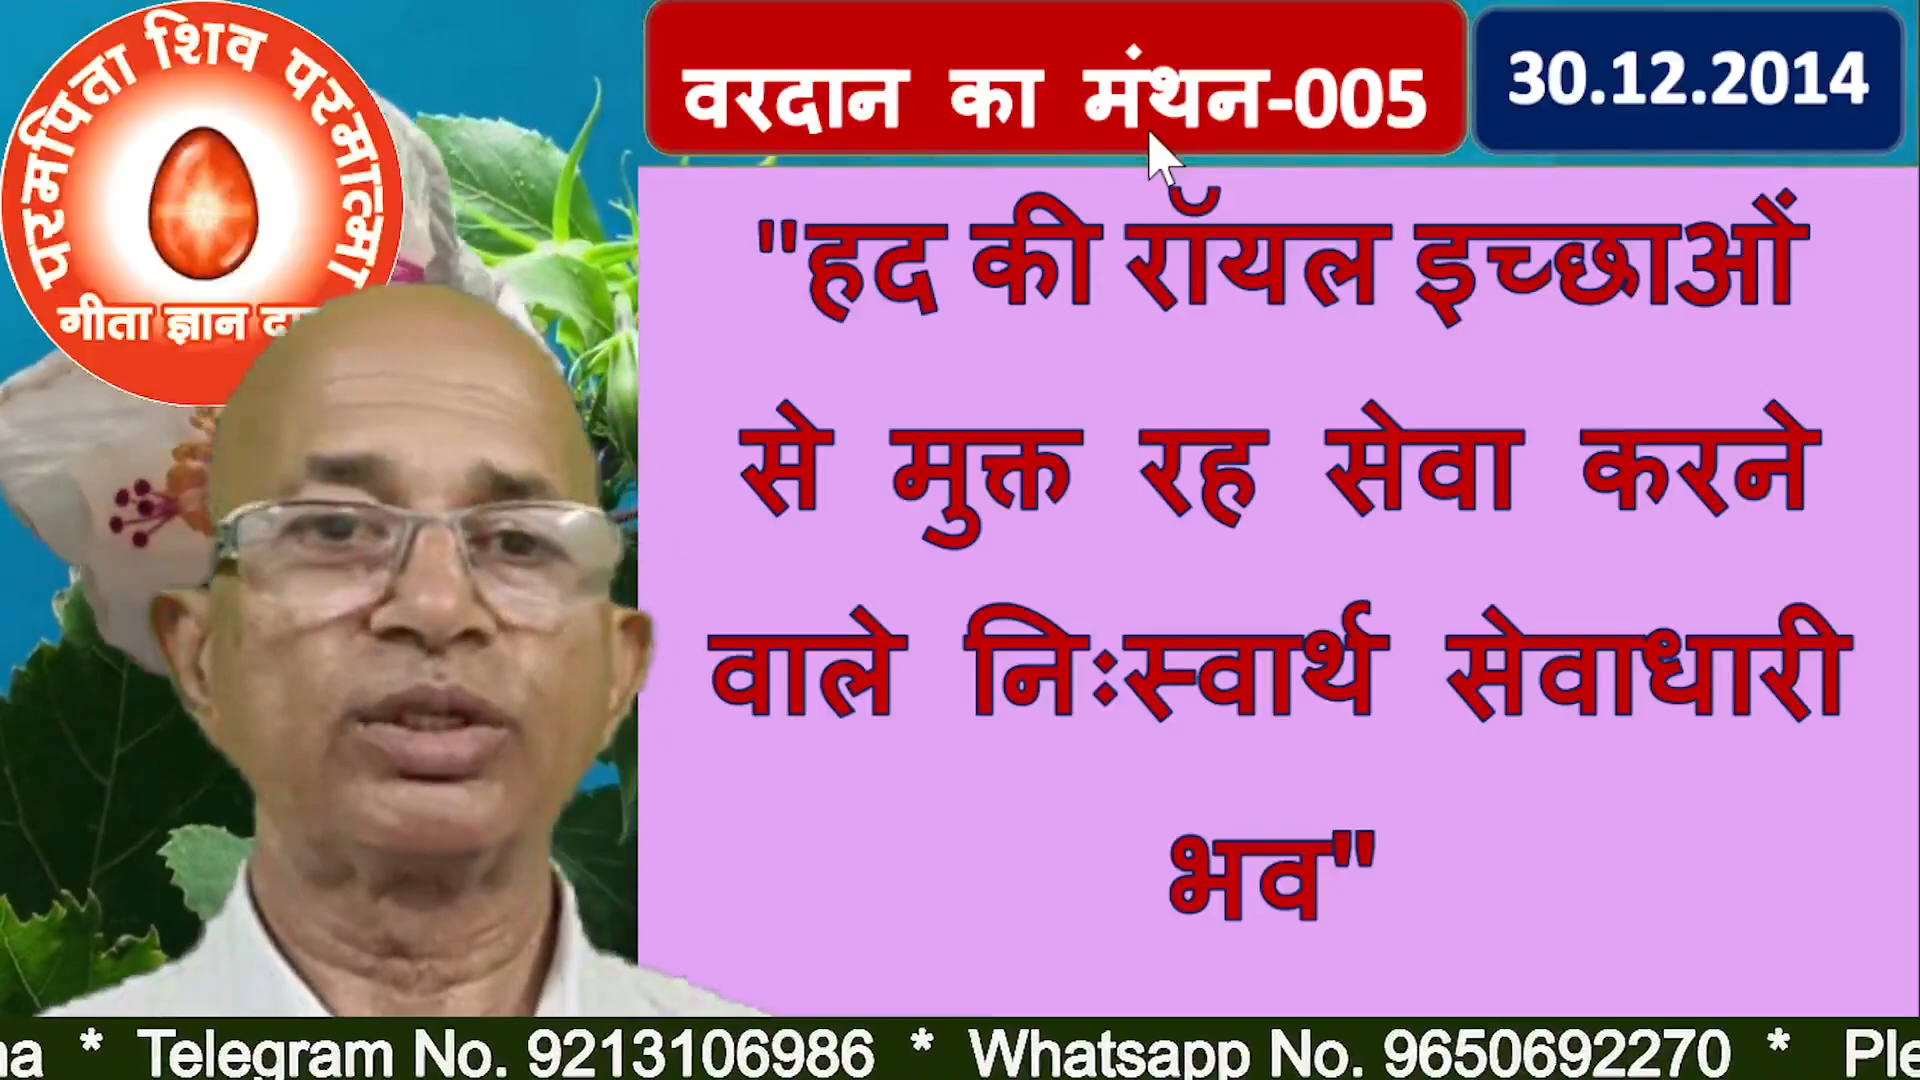 परमपिता शिव परमात्मा
गीता ज्ञान
वरदान का मंथन-005
30.12.2014
"हद की रॉयल इच्छाओं
से मुक्त रह सेवा करने
वाले निःस्वार्थ सेवाधारी
भव"
* Telegram No. 9213106986 * Whatsapp No. 9650692270 *